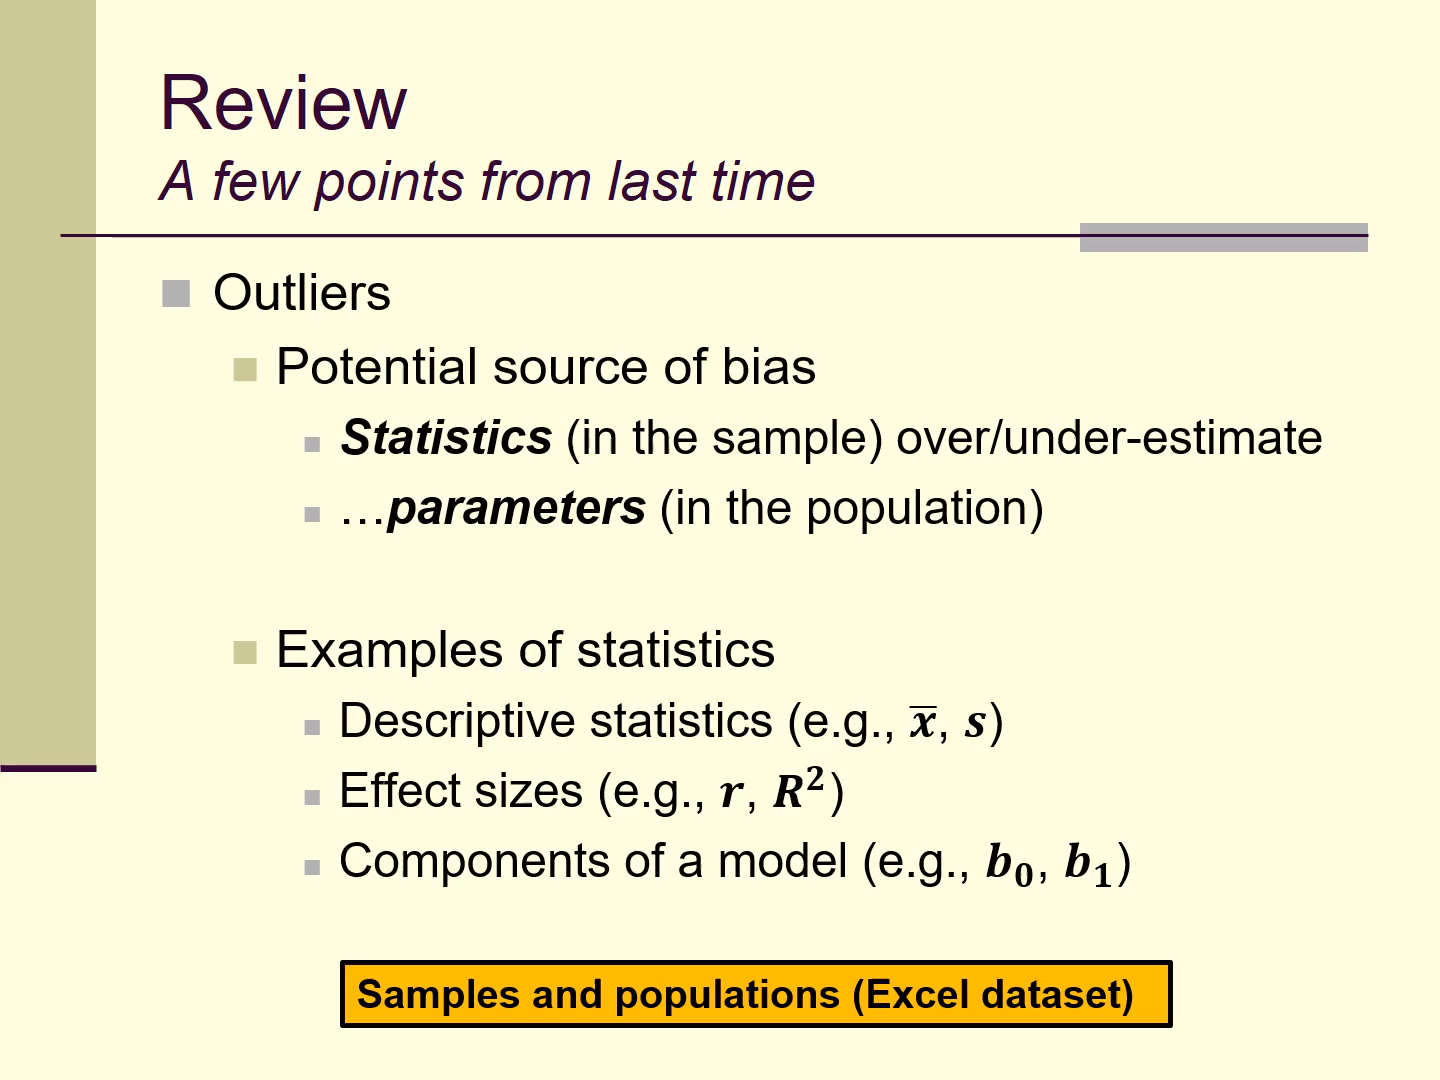 Review
A few points from last time
Outliers
Potential source of bias
Statistics (in the sample) over/under-estimate
…parameters (in the population)
Examples of statistics
Descriptive statistics (e.g., x̅, s)
Effect sizes (e.g., r, R²)
Components of a model (e.g., b₀, b₁)
Samples and populations (Excel dataset)